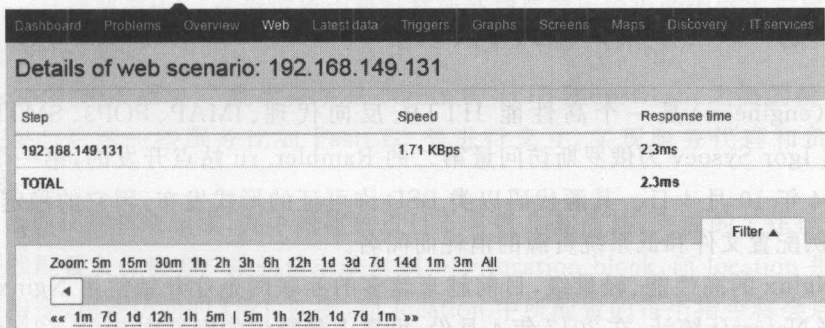 Dashboard Problems Overview Web Latest data Triggers Graphs Screens Maps Discovery IT services
Details of web scenario: 192.168.149.131
Step Speed Response time
192.168.149.131 1.71 KBps 2.3ms
TOTAL 2.3ms
Filter ▲
Zoom: 5m 15m 30m 1h 2h 3h 6h 12h 1d 3d 7d 14d 1m 3m All
◄
«« 1m 7d 1d 12h 1h 5m | 5m 1h 12h 1d 7d 1m »»